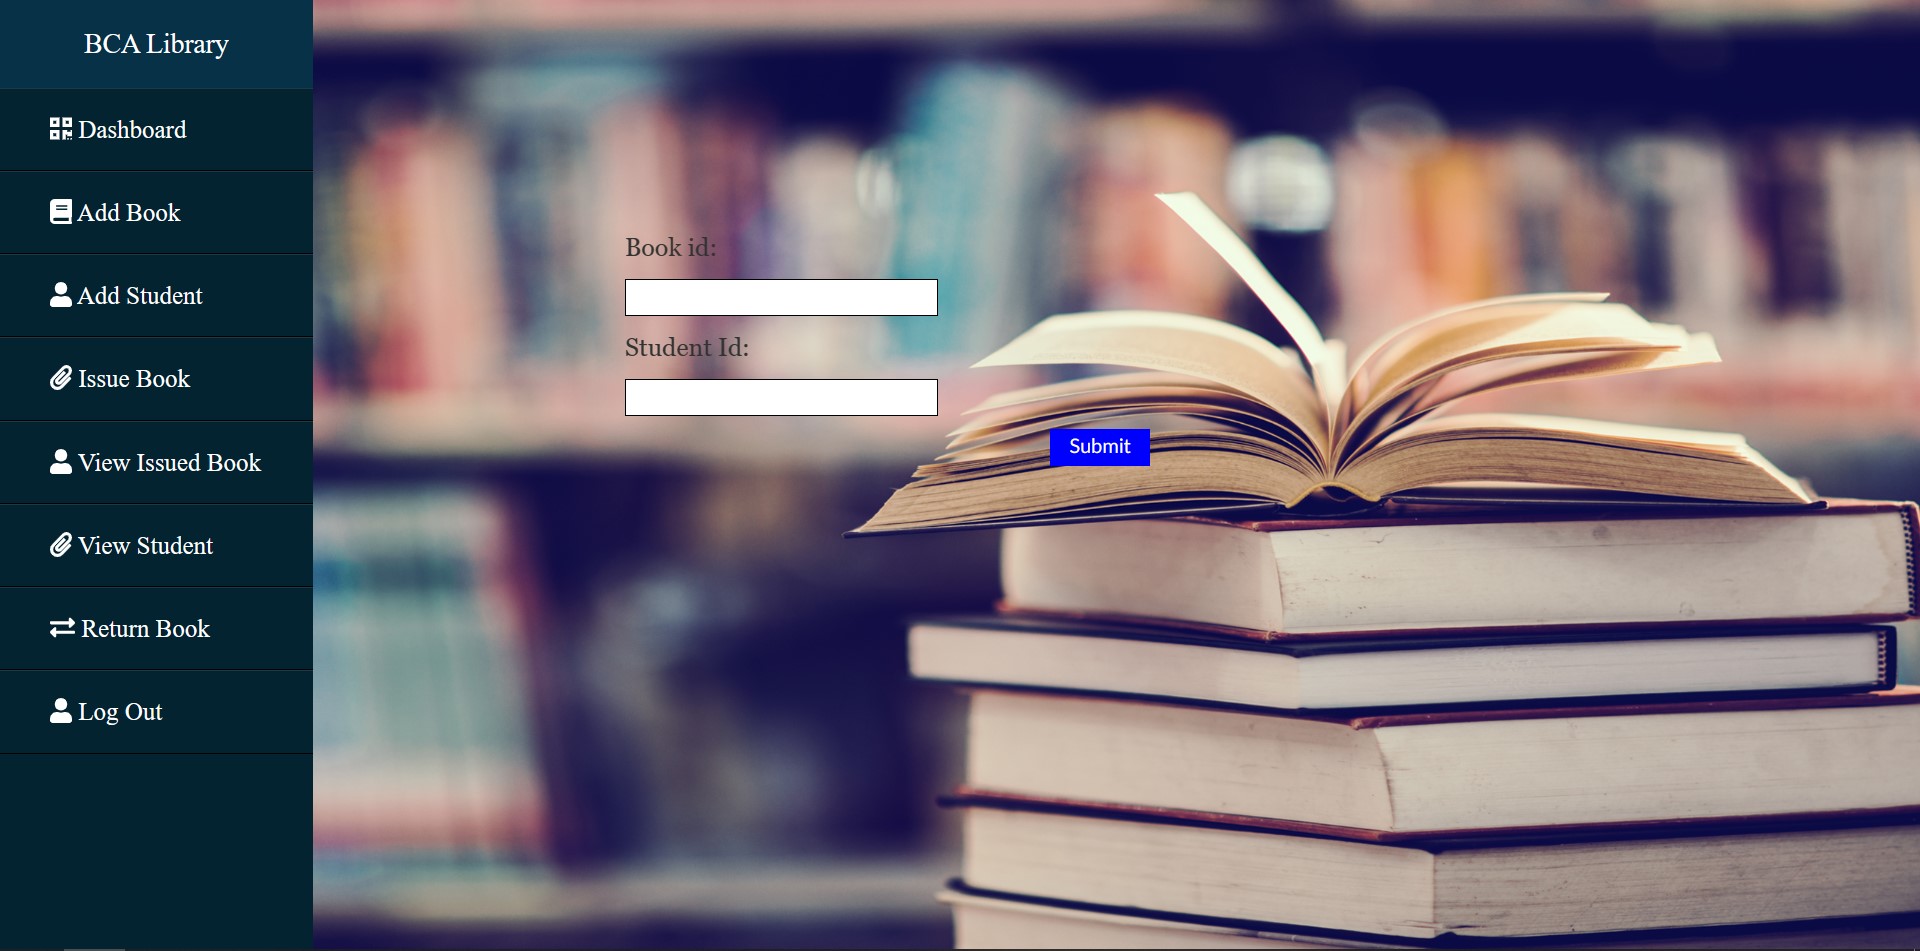 BCA Library
Dashboard
Add Book
Add Student
Issue Book
View Issued Book
View Student
Return Book
Log Out
Book id:
Student Id:
Submit